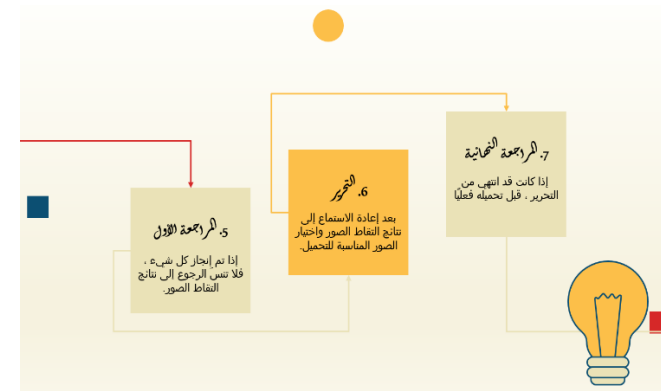 7. المراجعة النهائية
إذا كانت قد انتهي من
التحرير ، قبل تحميله فعليًا
6. التحرير
بعد إعادة الاستماع إلى
نتائج التقاط الصور واختيار
الصور المناسبة للتحميل.
5. المراجعة الأول
إذا تم إنجاز كل شيء ،
فلا تنس الرجوع إلى نتائج
التقاط الصور.